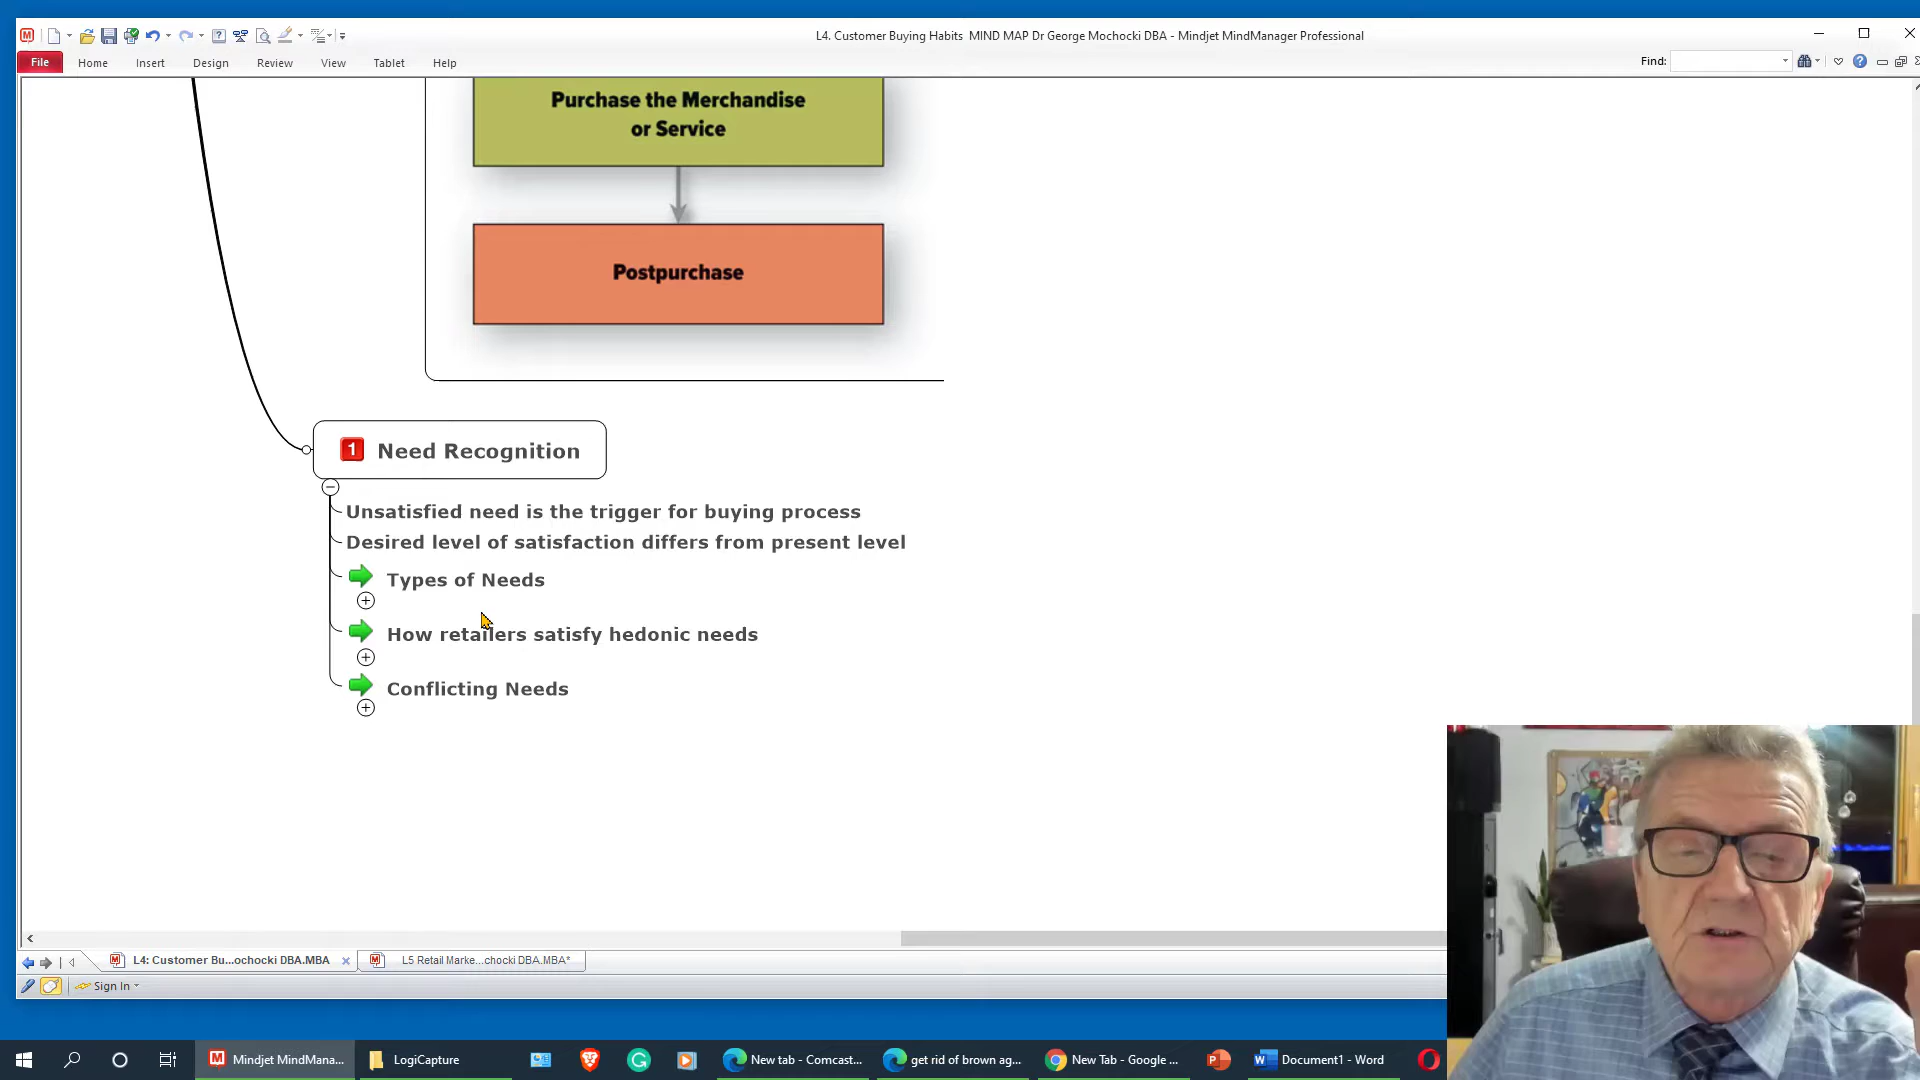 L4. Customer Buying Habits  MIND MAP Dr George Mochocki DBA - Mindjet MindManager Professional
File Home Insert Design Review View Tablet Help
Find:
Purchase the Merchandise
or Service
Postpurchase
1 Need Recognition
Unsatisfied need is the trigger for buying process
Desired level of satisfaction differs from present level
Types of Needs
How retailers satisfy hedonic needs
Conflicting Needs
L4: Customer Bu...ochocki DBA.MBA
L5 Retail Marke...chocki DBA.MBA*
Sign In
Mindjet MindMana...
LogiCapture
New tab - Comcast...
get rid of brown ag...
New Tab - Google ...
Document1 - Word